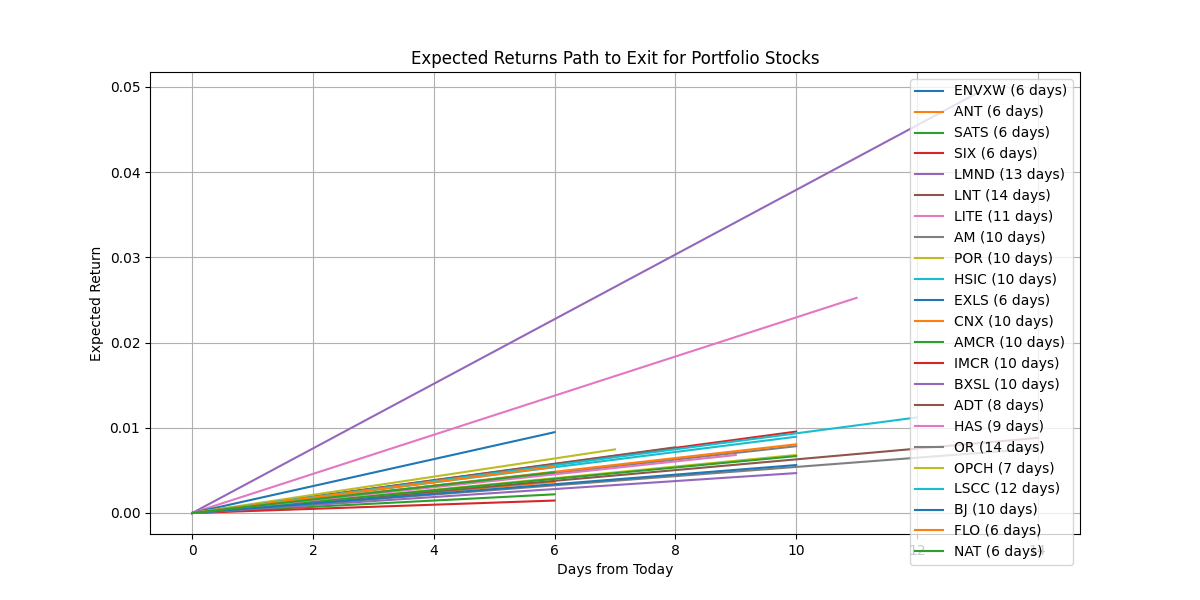 Expected Returns Path to Exit for Portfolio Stocks
Expected Return
0.05
0.04
0.03
0.02
0.01
0.00
ENVXW (6 days)
ANT (6 days)
SATS (6 days)
SIX (6 days)
LMND (13 days)
LNT (14 days)
LITE (11 days)
AM (10 days)
POR (10 days)
HSIC (10 days)
EXLS (6 days)
CNX (10 days)
AMCR (10 days)
IMCR (10 days)
BXSL (10 days)
ADT (8 days)
HAS (9 days)
OR (14 days)
OPCH (7 days)
LSCC (12 days)
BJ (10 days)
FLO (6 days)
NAT (6 days)
0 2 4 6 8 10 12 14
Days from Today